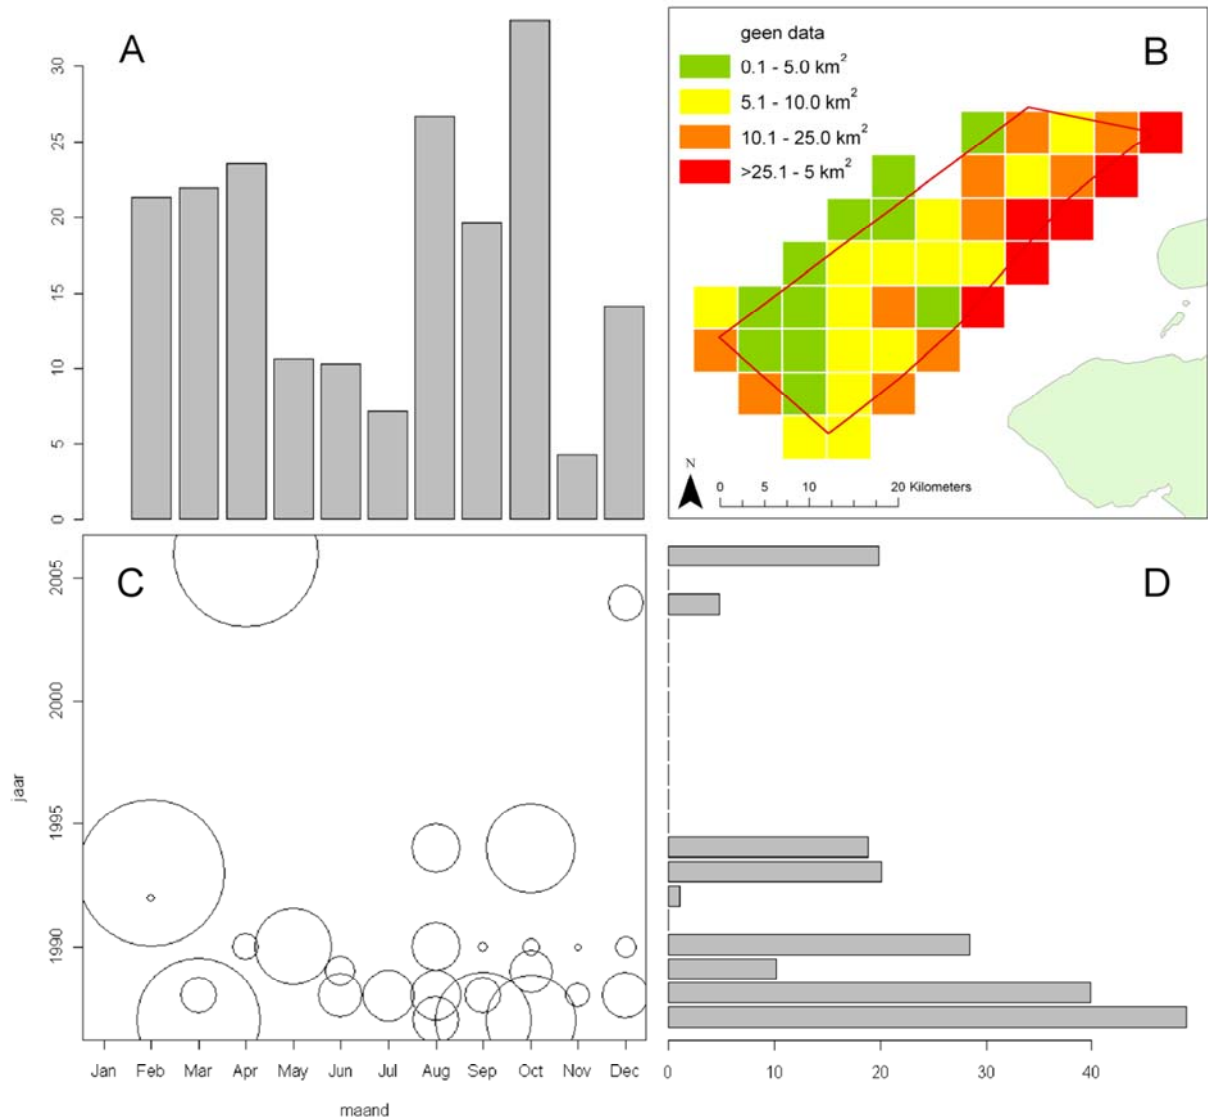 A
30
25
20
15
10
5
0
B
geen data
0.1 - 5.0 km²
5.1 - 10.0 km²
10.1 - 25.0 km²
>25.1 - 5 km²
N
0 5 10 20 Kilometers
C
2005
2000
1995
1990
jaar
Jan Feb Mar Apr May Jun Jul Aug Sep Oct Nov Dec
maand
D
0 10 20 30 40